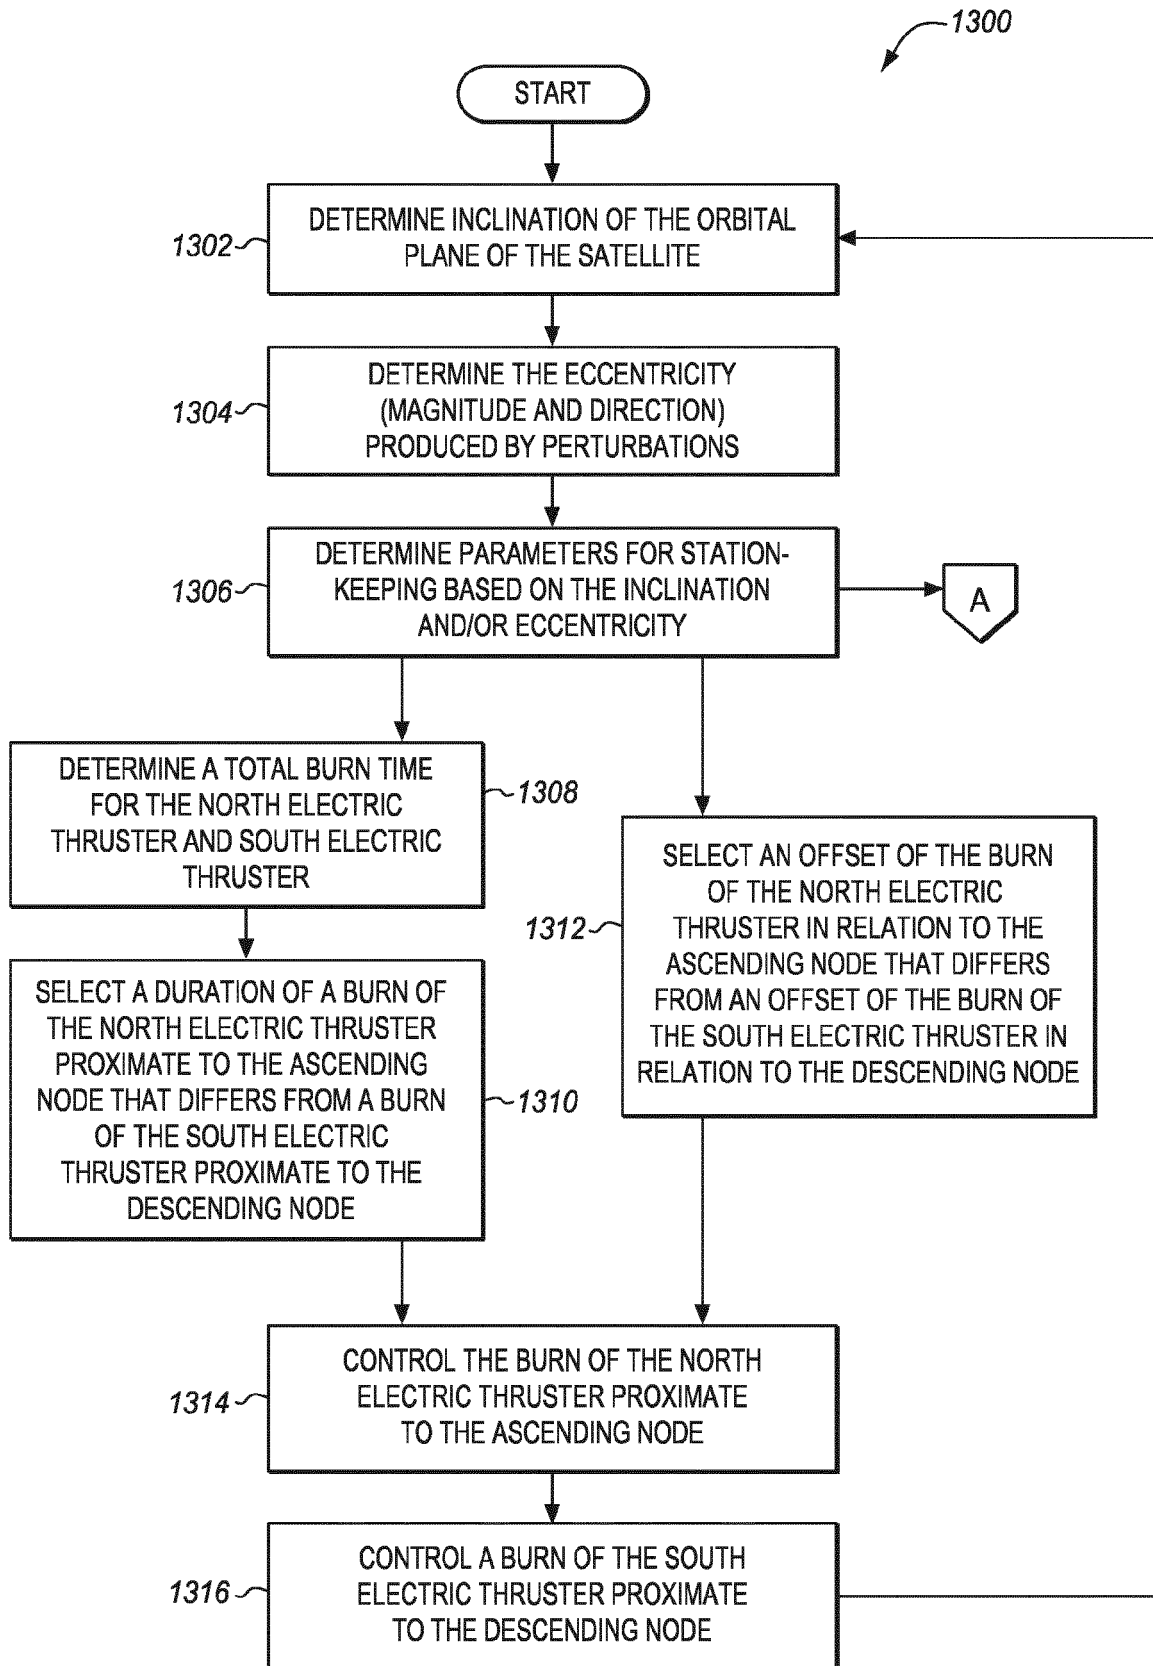 1300
START
1302
DETERMINE INCLINATION OF THE ORBITAL
PLANE OF THE SATELLITE
1304
DETERMINE THE ECCENTRICITY
(MAGNITUDE AND DIRECTION)
PRODUCED BY PERTURBATIONS
1306
DETERMINE PARAMETERS FOR STATION-
KEEPING BASED ON THE INCLINATION
AND/OR ECCENTRICITY
A
DETERMINE A TOTAL BURN TIME
FOR THE NORTH ELECTRIC
THRUSTER AND SOUTH ELECTRIC
THRUSTER
1308
SELECT A DURATION OF A BURN OF
THE NORTH ELECTRIC THRUSTER
PROXIMATE TO THE ASCENDING
NODE THAT DIFFERS FROM A BURN
OF THE SOUTH ELECTRIC
THRUSTER PROXIMATE TO THE
DESCENDING NODE
1310
1312
SELECT AN OFFSET OF THE BURN
OF THE NORTH ELECTRIC
THRUSTER IN RELATION TO THE
ASCENDING NODE THAT DIFFERS
FROM AN OFFSET OF THE BURN OF
THE SOUTH ELECTRIC THRUSTER IN
RELATION TO THE DESCENDING NODE
1314
CONTROL THE BURN OF THE NORTH
ELECTRIC THRUSTER PROXIMATE
TO THE ASCENDING NODE
1316
CONTROL A BURN OF THE SOUTH
ELECTRIC THRUSTER PROXIMATE
TO THE DESCENDING NODE